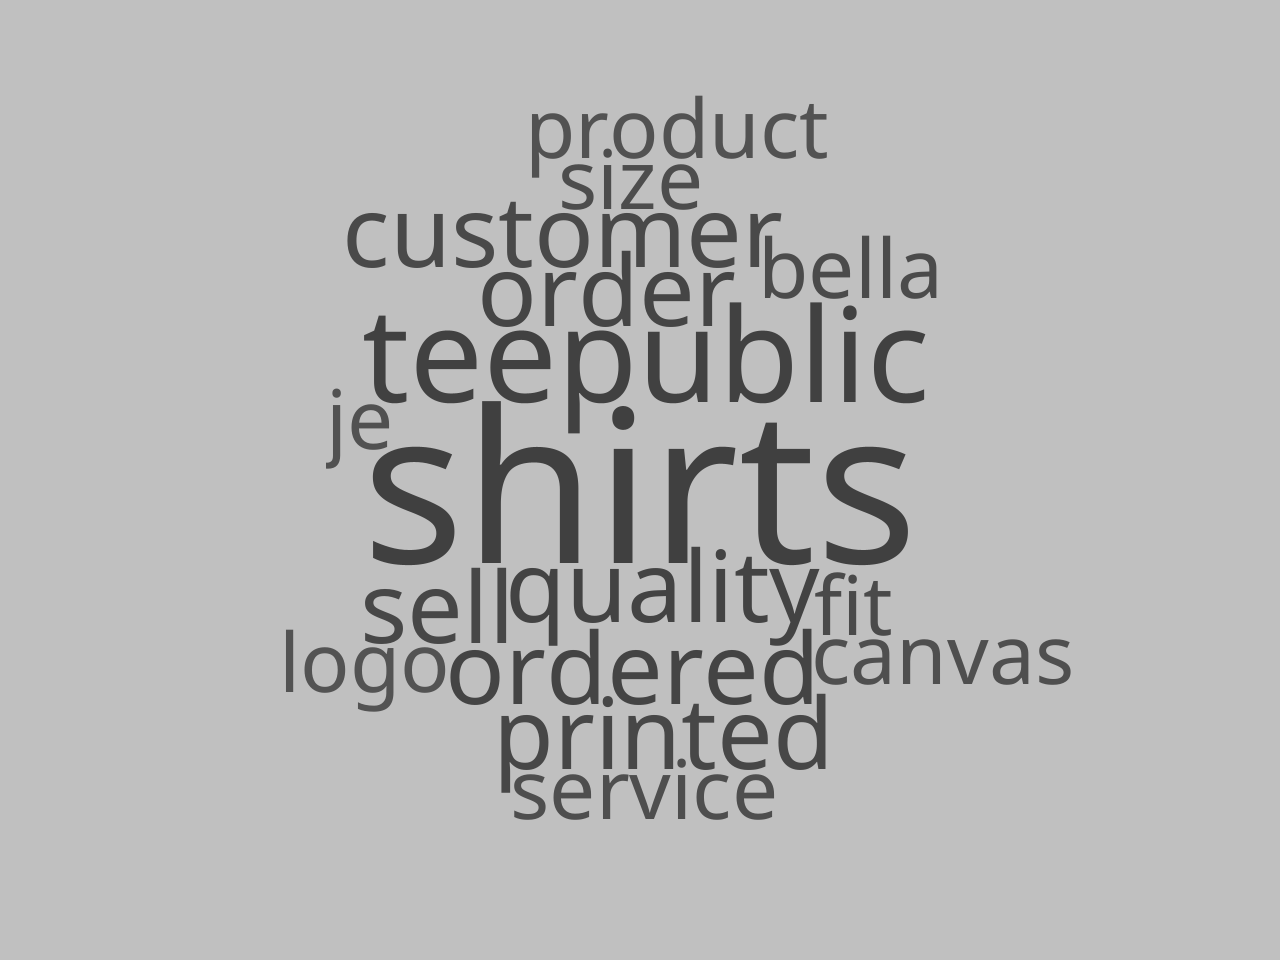 product
size
customer
bella
order
teepublic
je
shirts
quality
sell
fit
logo
ordered
canvas
printed
service